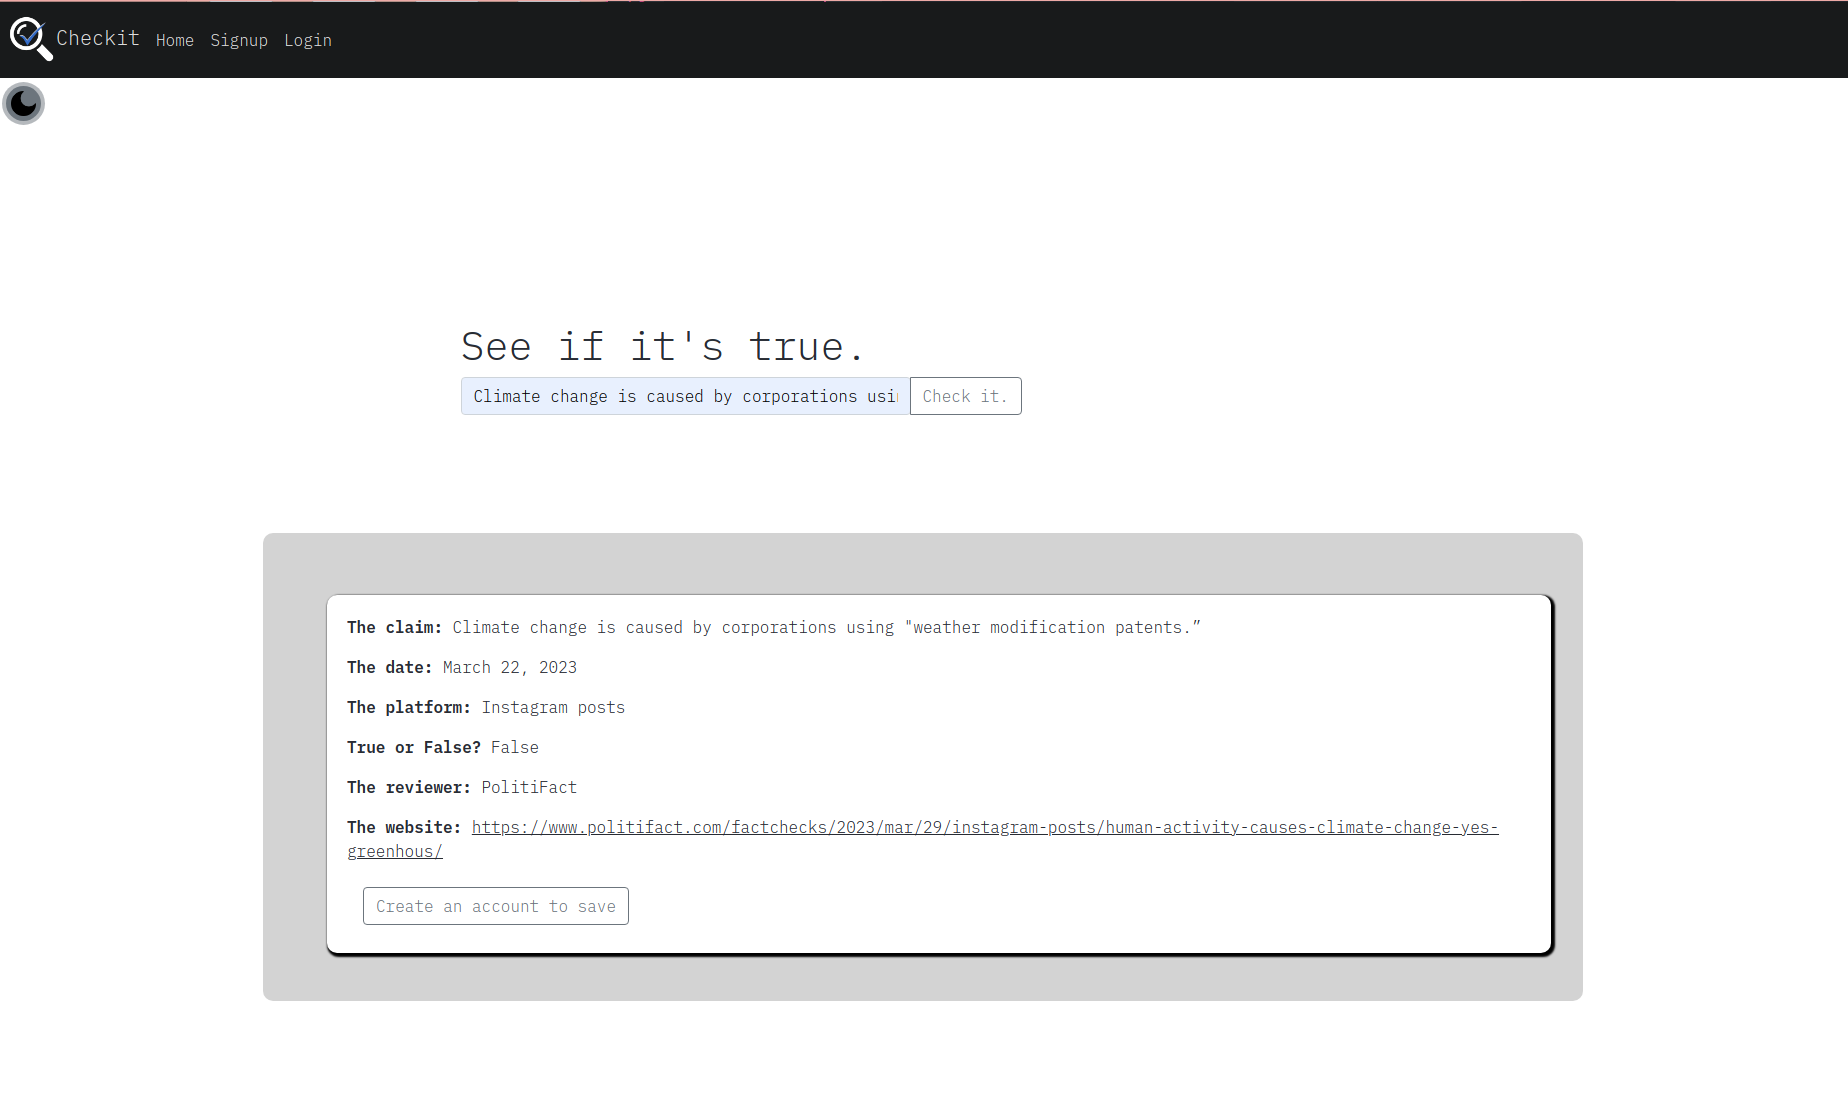 Checkit Home Signup Login
See if it's true.
Climate change is caused by corporations usi Check it.
The claim: Climate change is caused by corporations using "weather modification patents.”
The date: March 22, 2023
The platform: Instagram posts
True or False? False
The reviewer: PolitiFact
The website: https://www.politifact.com/factchecks/2023/mar/29/instagram-posts/human-activity-causes-climate-change-yes-
greenhous/
Create an account to save